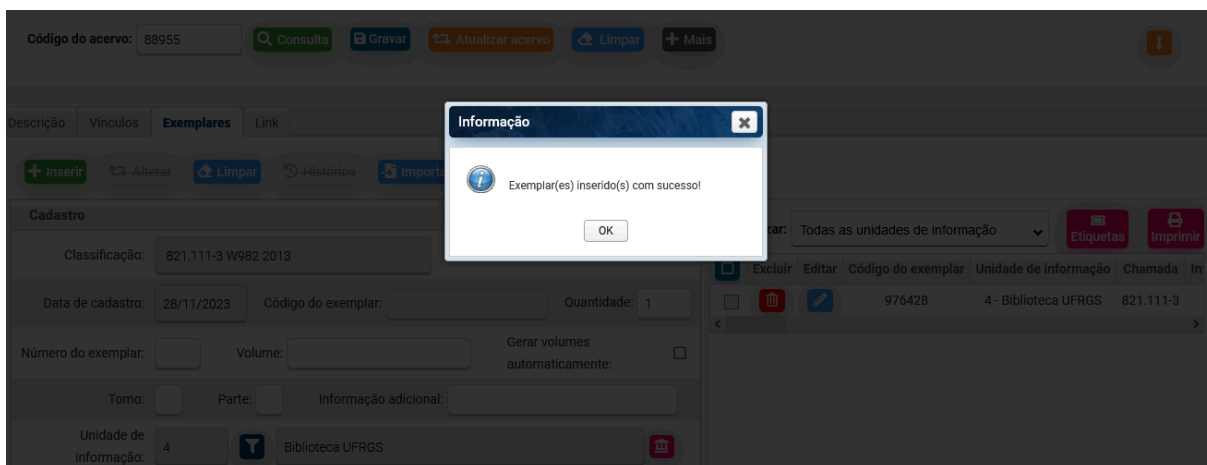 Código do acervo: 88955 Consulta Gravar Atualizar acervo Limpar Mais
Descrição Vínculos Exemplares Link
Informação
Inserir Alterar Limpar Histórico
Exemplar(es) inserido(s) com sucesso!
OK
Cadastro
Todas as unidades de informação Etiquetas Imprimir
Classificação: 821.111-3 W982 2013
Excluir Editar Código do exemplar Unidade de informação Chamada
Data de cadastro: 28/11/2023 Código do exemplar: Quantidade: 1
976428 4 - Biblioteca UFRGS 821.111-3
Número do exemplar: Volume: Gerar volumes
automaticamente:
Tomo: Parte: Informação adicional:
Unidade de
informação: 4 Biblioteca UFRGS